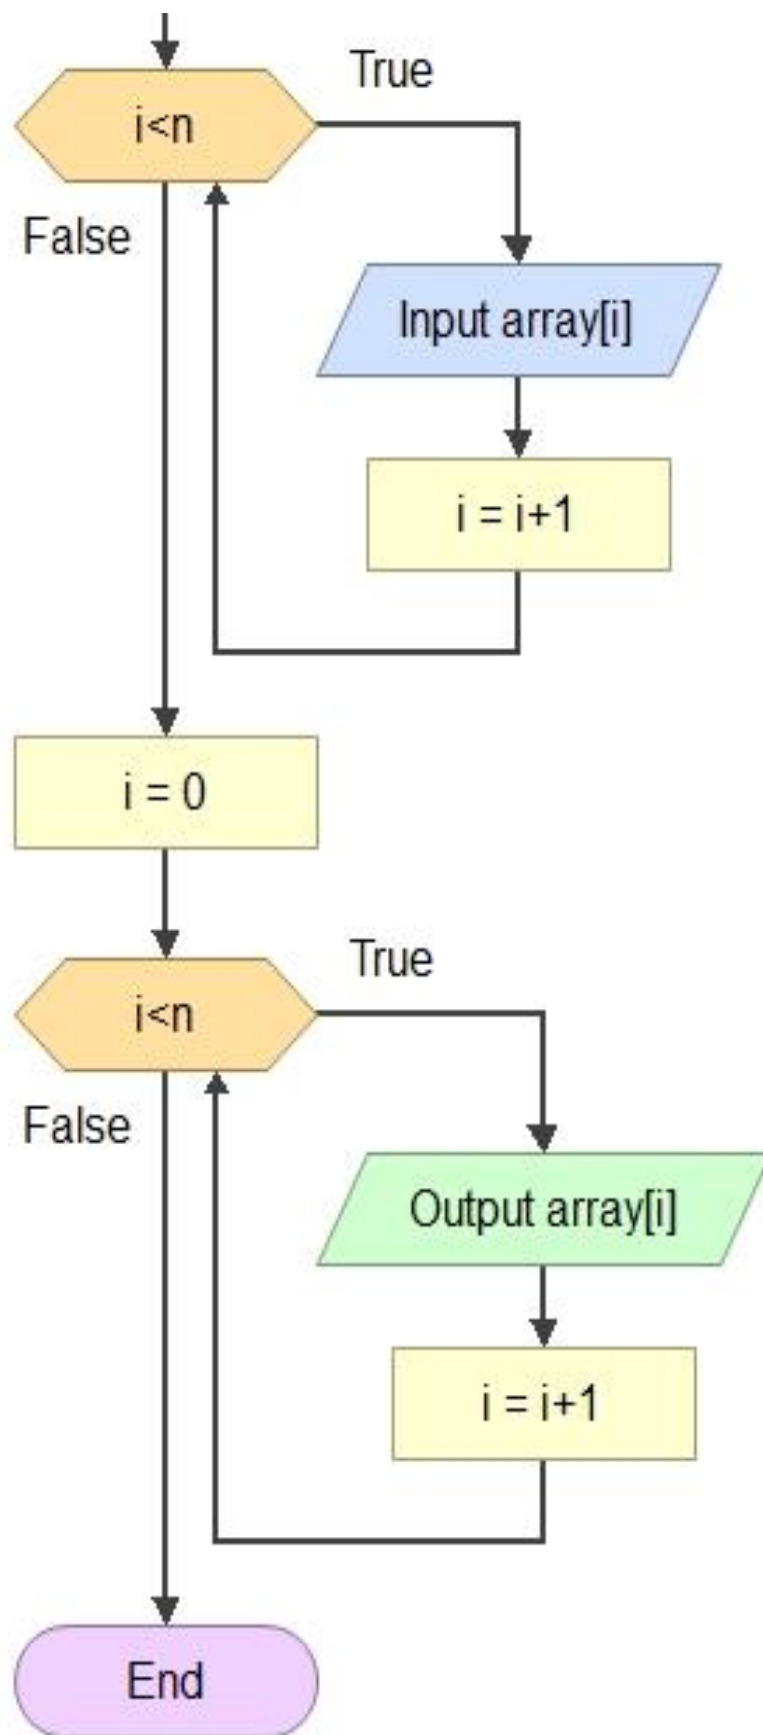 True
i<n
False
Input array[i]
i = i+1
i = 0
True
i<n
False
Output array[i]
i = i+1
End